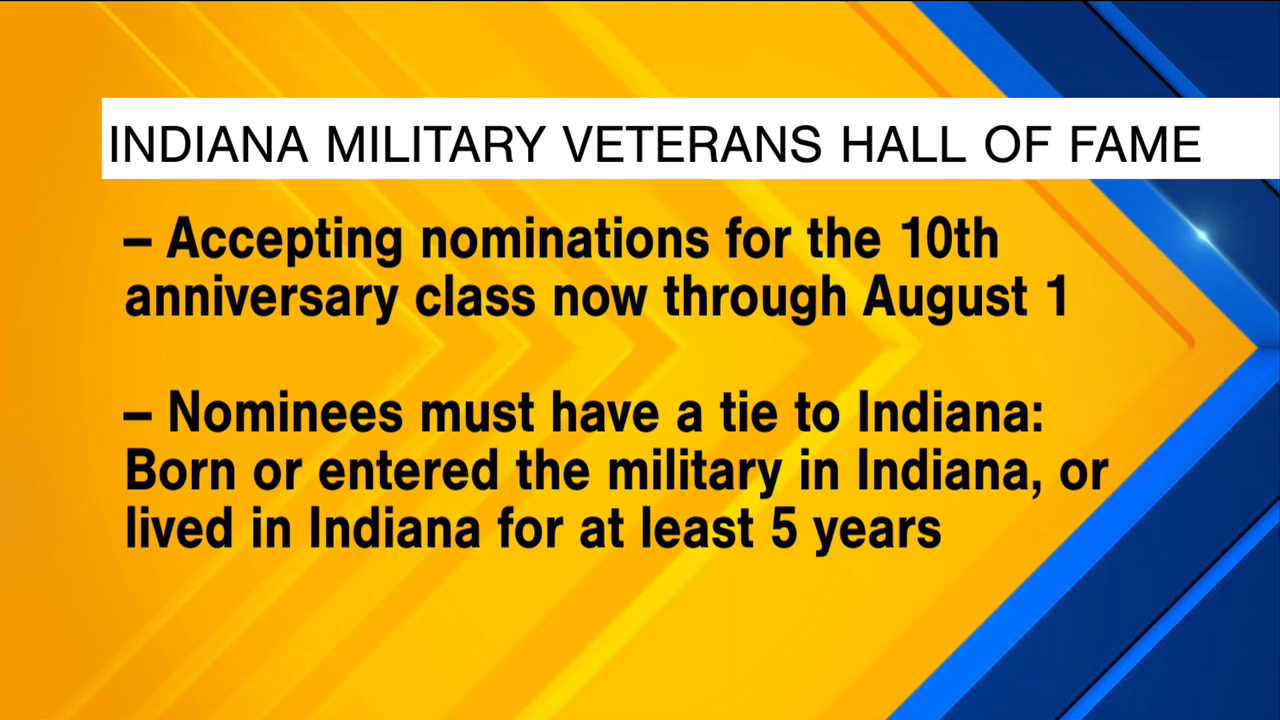 INDIANA MILITARY VETERANS HALL OF FAME
– Accepting nominations for the 10th
anniversary class now through August 1
– Nominees must have a tie to Indiana:
Born or entered the military in Indiana, or
lived in Indiana for at least 5 years